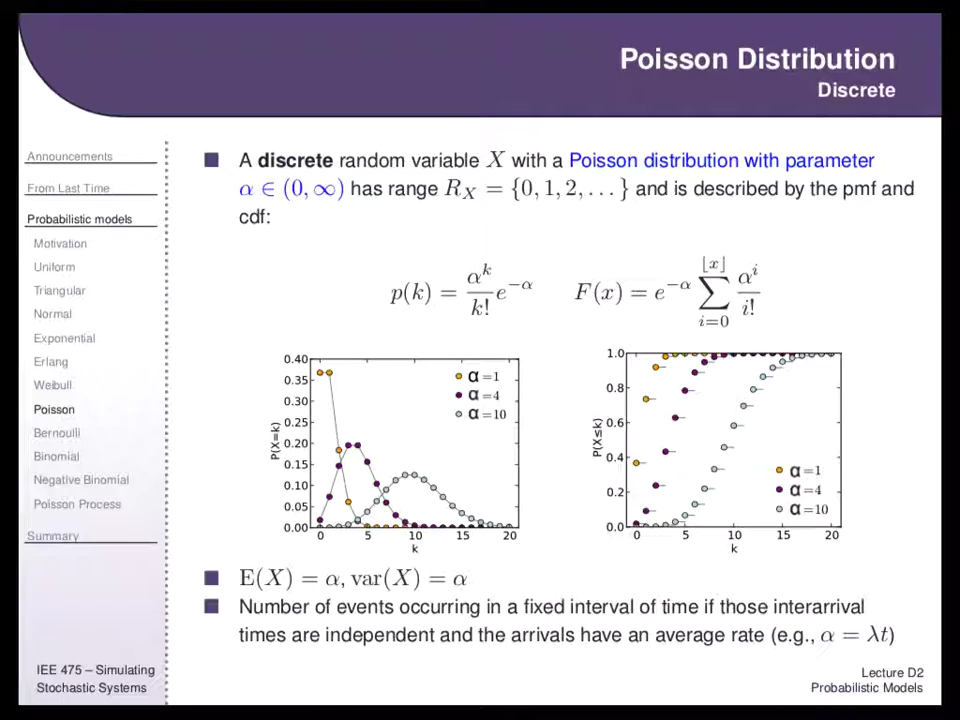 Poisson Distribution
Discrete
Announcements
From Last Time
Probabilistic models
Motivation
Uniform
Triangular
Normal
Exponential
Erlang
Weibull
Poisson
Bernoulli
Binomial
Negative Binomial
Poisson Process
Summary
IEE 475 – Simulating
Stochastic Systems
A discrete random variable X with a Poisson distribution with parameter
α ∈ (0, ∞) has range R_X = {0, 1, 2, . . . } and is described by the pmf and
cdf:
p(k) = \frac{α^k}{k!} e^{−α}    F(x) = e^{−α} \sum_{i=0}^{⌊x⌋} \frac{α^i}{i!}
0.40
0.35
0.30
0.25
0.20
0.15
0.10
0.05
0.00
P(X=k)
0 5 10 15 20
k
α=1
α=4
α=10
1.0
0.8
0.6
0.4
0.2
0.0
P(X≤k)
0 5 10 15 20
k
α=1
α=4
α=10
E(X) = α, var(X) = α
Number of events occurring in a fixed interval of time if those interarrival
times are independent and the arrivals have an average rate (e.g., α = λt)
Lecture D2
Probabilistic Models